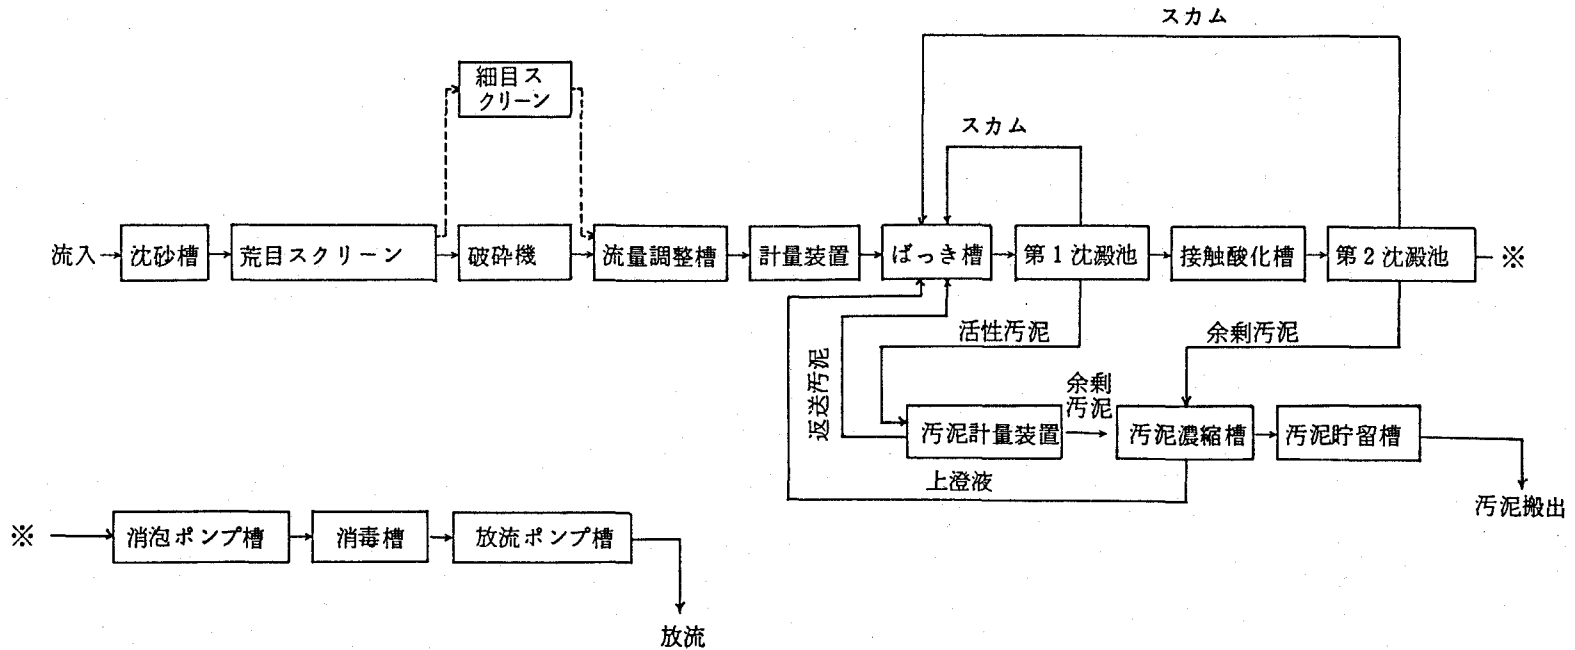 スカム
細目ス
クリーン
スカム
流入
沈砂槽
荒目スクリーン
破砕機
流量調整槽
計量装置
ばっき槽
第1沈澱池
接触酸化槽
第2沈澱池
※
活性汚泥
余剰汚泥
返送汚泥
余剰
汚泥
汚泥計量装置
汚泥濃縮槽
汚泥貯留槽
上澄液
汚泥搬出
※
消泡ポンプ槽
消毒槽
放流ポンプ槽
放流